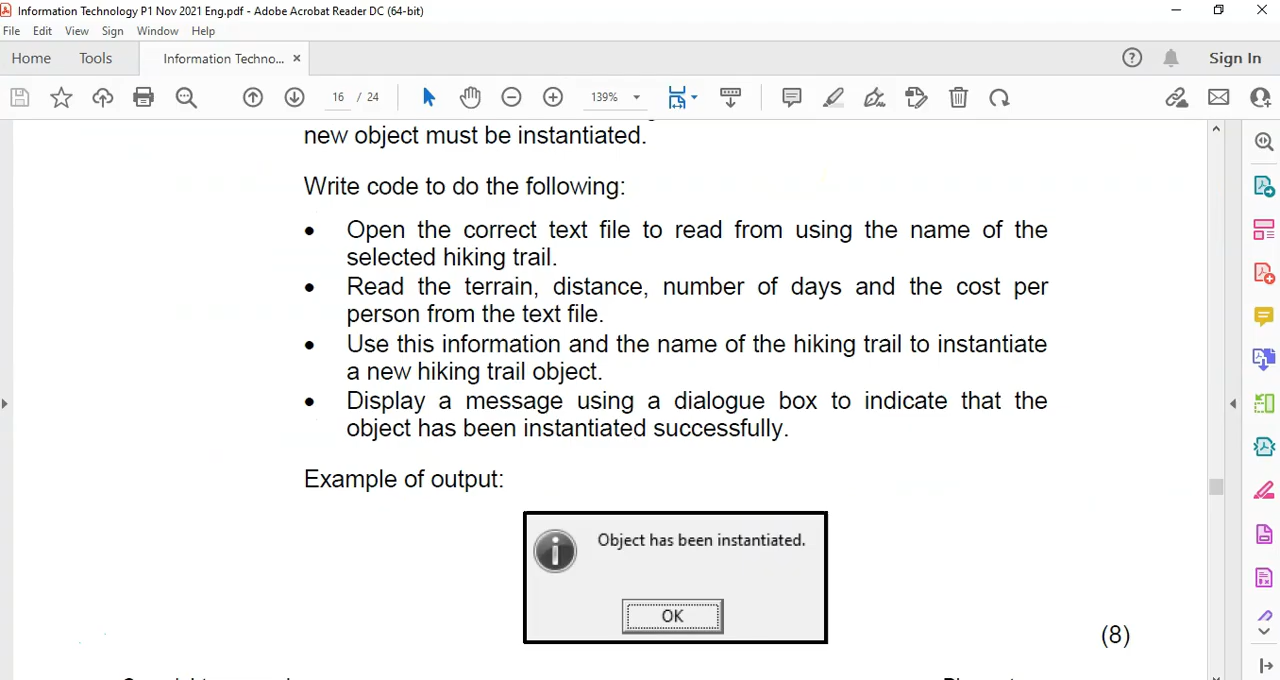 Information Technology P1 Nov 2021 Eng.pdf - Adobe Acrobat Reader DC (64-bit)
File Edit View Sign Window Help
Home Tools Information Techno... × Sign In
16 / 24 139%
new object must be instantiated.
Write code to do the following:
• Open the correct text file to read from using the name of the
selected hiking trail.
• Read the terrain, distance, number of days and the cost per
person from the text file.
• Use this information and the name of the hiking trail to instantiate
a new hiking trail object.
• Display a message using a dialogue box to indicate that the
object has been instantiated successfully.
Example of output:
Object has been instantiated.
OK
(8)